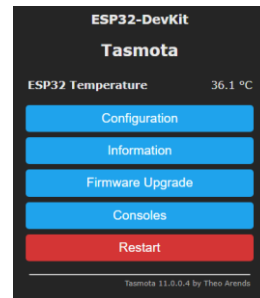 ESP32-DevKit
Tasmota
ESP32 Temperature 36.1 °C
Configuration
Information
Firmware Upgrade
Consoles
Restart
Tasmota 11.0.0.4 by Theo Arends